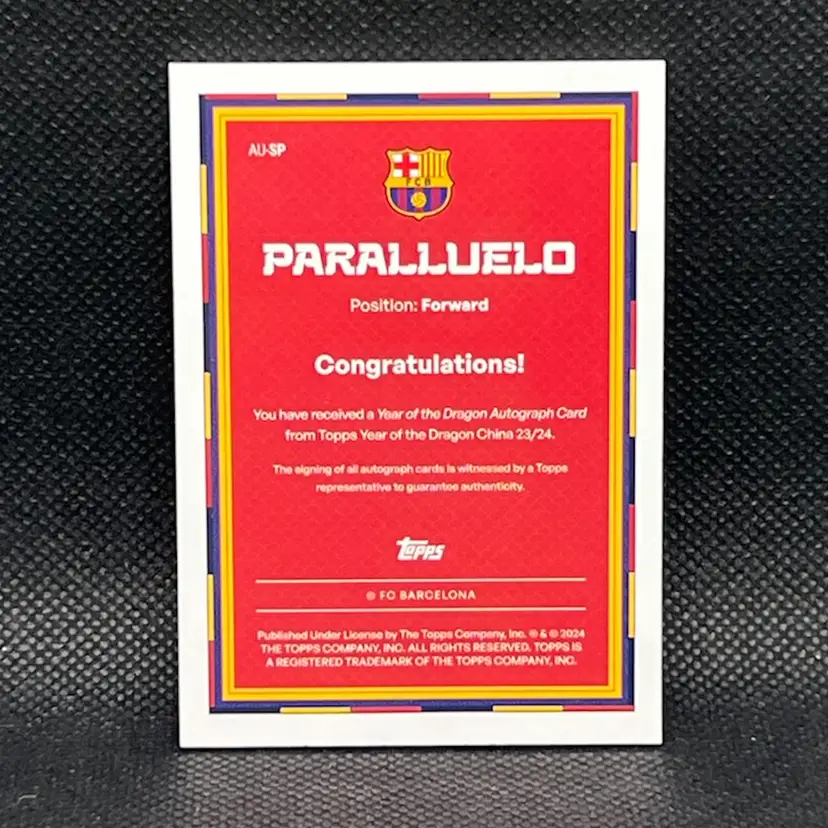 AU-SP
FCB
PARALLUELO
Position: Forward
Congratulations!
You have received a Year of the Dragon Autograph Card
from Topps Year of the Dragon China 23/24.
The signing of all autograph cards is witnessed by a Topps
representative to guarantee authenticity.
topps
© FC BARCELONA
Published Under License by The Topps Company, Inc. ® & © 2024
THE TOPPS COMPANY, INC. ALL RIGHTS RESERVED. TOPPS IS
A REGISTERED TRADEMARK OF THE TOPPS COMPANY, INC.